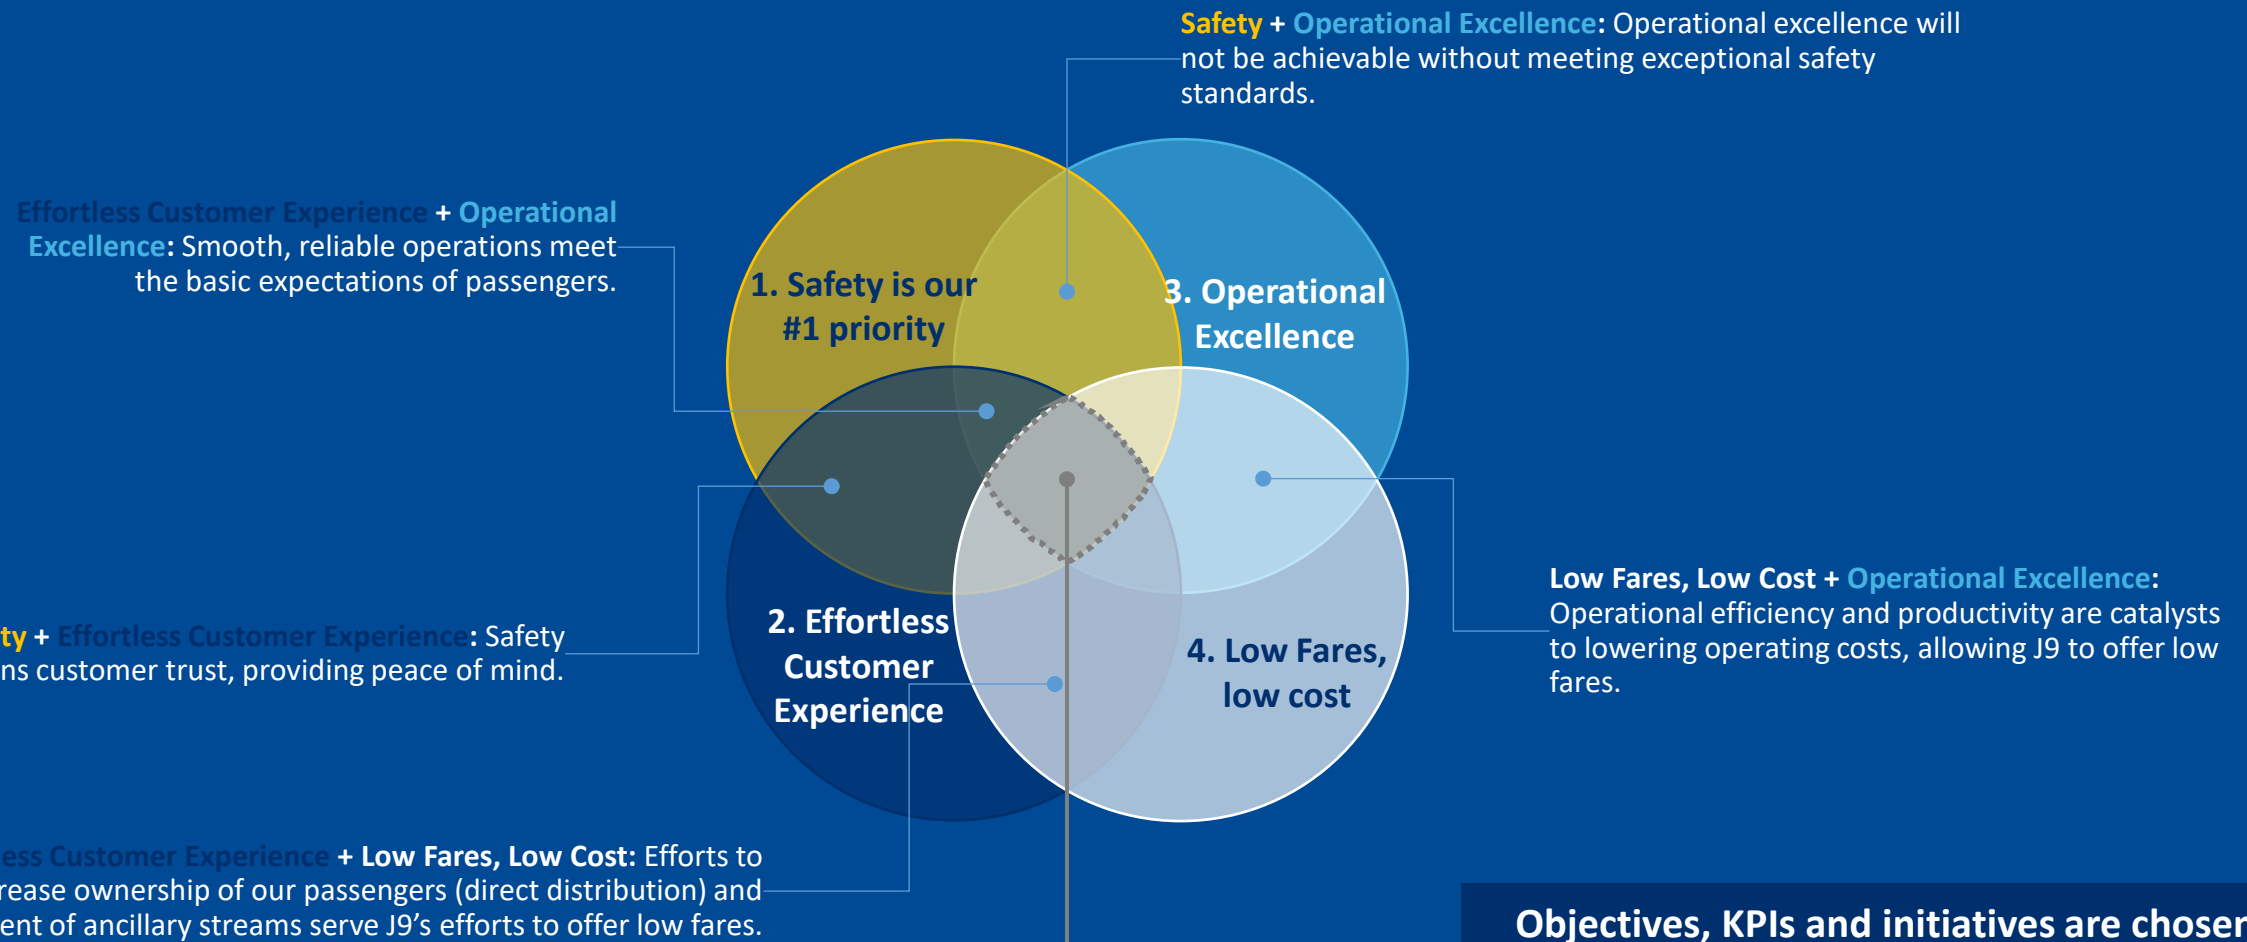 Safety + Operational Excellence: Operational excellence will
not be achievable without meeting exceptional safety
standards.
Effortless Customer Experience + Operational
Excellence: Smooth, reliable operations meet
the basic expectations of passengers.
1. Safety is our
#1 priority
3. Operational
Excellence
2. Effortless
Customer
Experience
4. Low Fares,
low cost
Low Fares, Low Cost + Operational Excellence:
Operational efficiency and productivity are catalysts
to lowering operating costs, allowing J9 to offer low
fares.
+ Effortless Customer Experience: Safety
customer trust, providing peace of mind.
Customer Experience + Low Fares, Low Cost: Efforts to
ownership of our passengers (direct distribution) and
of ancillary streams serve J9's efforts to offer low fares.
Objectives, KPIs and initiatives are chosen